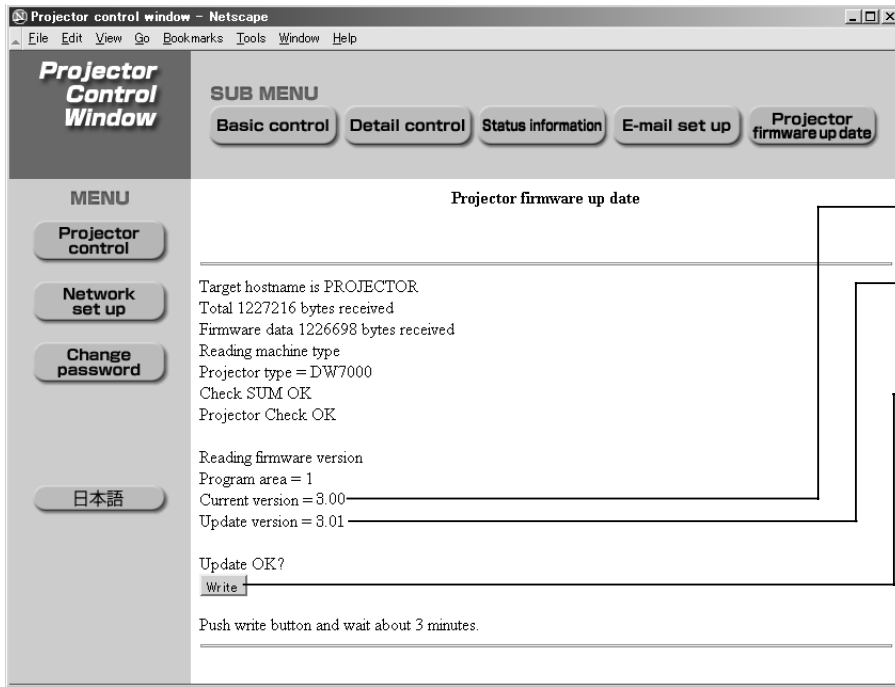 Projector control window - Netscape
File Edit View Go Bookmarks Tools Window Help
Projector
Control
Window
SUB MENU
Basic control
Detail control
Status information
E-mail set up
Projector
firmware up date
MENU
Projector
control
Network
set up
Change
password
日本語
Projector firmware up date
Target hostname is PROJECTOR
Total 1227216 bytes received
Firmware data 1226698 bytes received
Reading machine type
Projector type = DW7000
Check SUM OK
Projector Check OK
Reading firmware version
Program area = 1
Current version = 3.00
Update version = 3.01
Update OK?
Write
Push write button and wait about 3 minutes.